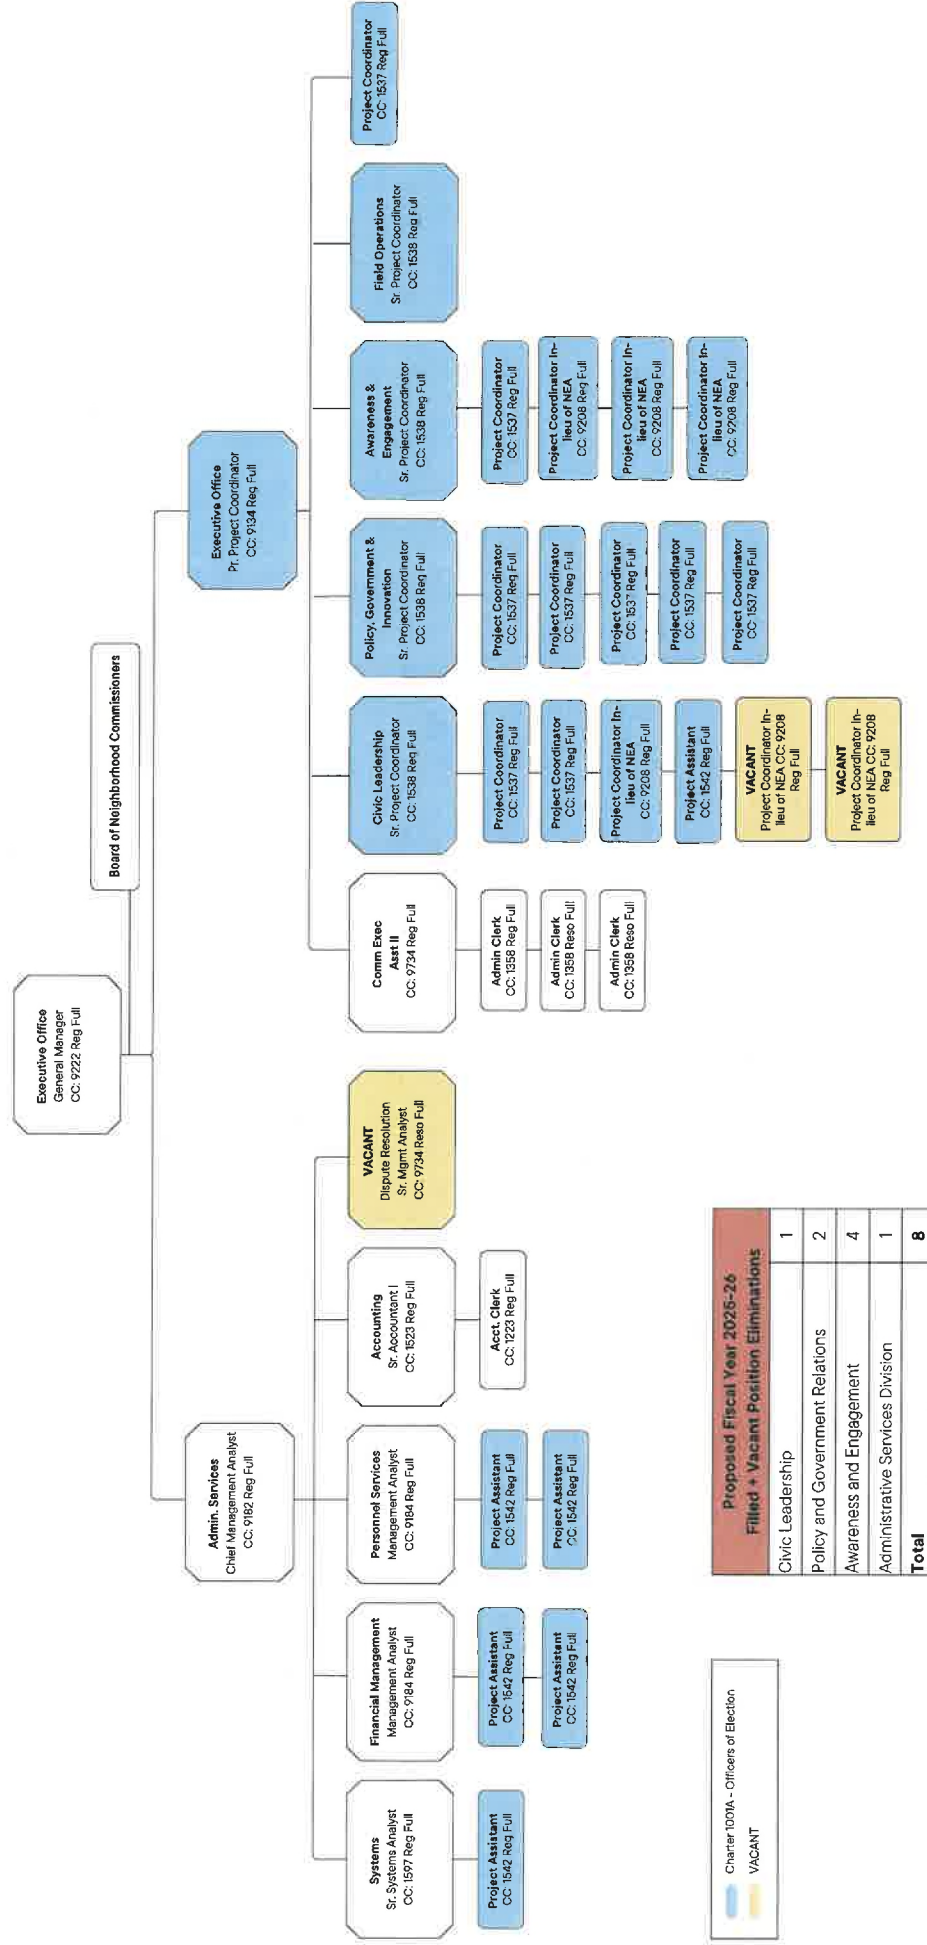 Executive Office
General Manager
CC: 9222 Reg Full
Board of Neighborhood Commissioners
Admin. Services
Chief Management Analyst
CC: 9182 Reg Full
Executive Office
Pr. Project Coordinator
CC: 9134 Reg Full
Systems
Sr. Systems Analyst
CC: 1597 Reg Full
Project Assistant
CC: 1542 Reg Full
Financial Management
Management Analyst
CC: 9184 Reg Full
Project Assistant
CC: 1542 Reg Full
Project Assistant
CC: 1542 Reg Full
Personnel Services
Management Analyst
CC: 9184 Reg Full
Project Assistant
CC: 1542 Reg Full
Project Assistant
CC: 1542 Reg Full
Accounting
Sr. Accountant I
CC: 1523 Reg Full
Acct. Clerk
CC: 1223 Reg Full
VACANT
Dispute Resolution
Sr. Mgmt Analyst
CC: 9734 Reso Full
Comm Exec
Asst II
CC: 9734 Reg Full
Admin Clerk
CC: 1358 Reg Full
Admin Clerk
CC: 1358 Reso Full
Admin Clerk
CC: 1358 Reso Full
Civic Leadership
Sr. Project Coordinator
CC: 1538 Reg Full
Project Coordinator
CC: 1537 Reg Full
Project Coordinator
CC: 1537 Reg Full
Project Coordinator In-
lieu of NEA
CC: 9208 Reg Full
Project Assistant
CC: 1542 Reg Full
VACANT
Project Coordinator In-
lieu of NEA CC: 9208
Reg Full
VACANT
Project Coordinator In-
lieu of NEA CC: 9208
Reg Full
Policy, Government &
Innovation
Sr. Project Coordinator
CC: 1538 Reg Full
Project Coordinator
CC: 1537 Reg Full
Project Coordinator
CC: 1537 Reg Full
Project Coordinator
CC: 1537 Reg Full
Project Coordinator
CC: 1537 Reg Full
Project Coordinator
CC: 1537 Reg Full
Awareness &
Engagement
Sr. Project Coordinator
CC: 1538 Reg Full
Project Coordinator
CC: 1537 Reg Full
Project Coordinator In-
lieu of NEA
CC: 9208 Reg Full
Project Coordinator In-
lieu of NEA
CC: 9208 Reg Full
Project Coordinator In-
lieu of NEA
CC: 9208 Reg Full
Field Operations
Sr. Project Coordinator
CC: 1538 Reg Full
Project Coordinator
CC: 1537 Reg Full
Charter 1001A - Officers of Election
VACANT
Proposed Fiscal Year 2025-26
Filled + Vacant Position Eliminations
Civic Leadership 1
Policy and Government Relations 2
Awareness and Engagement 4
Administrative Services Division 1
Total 8